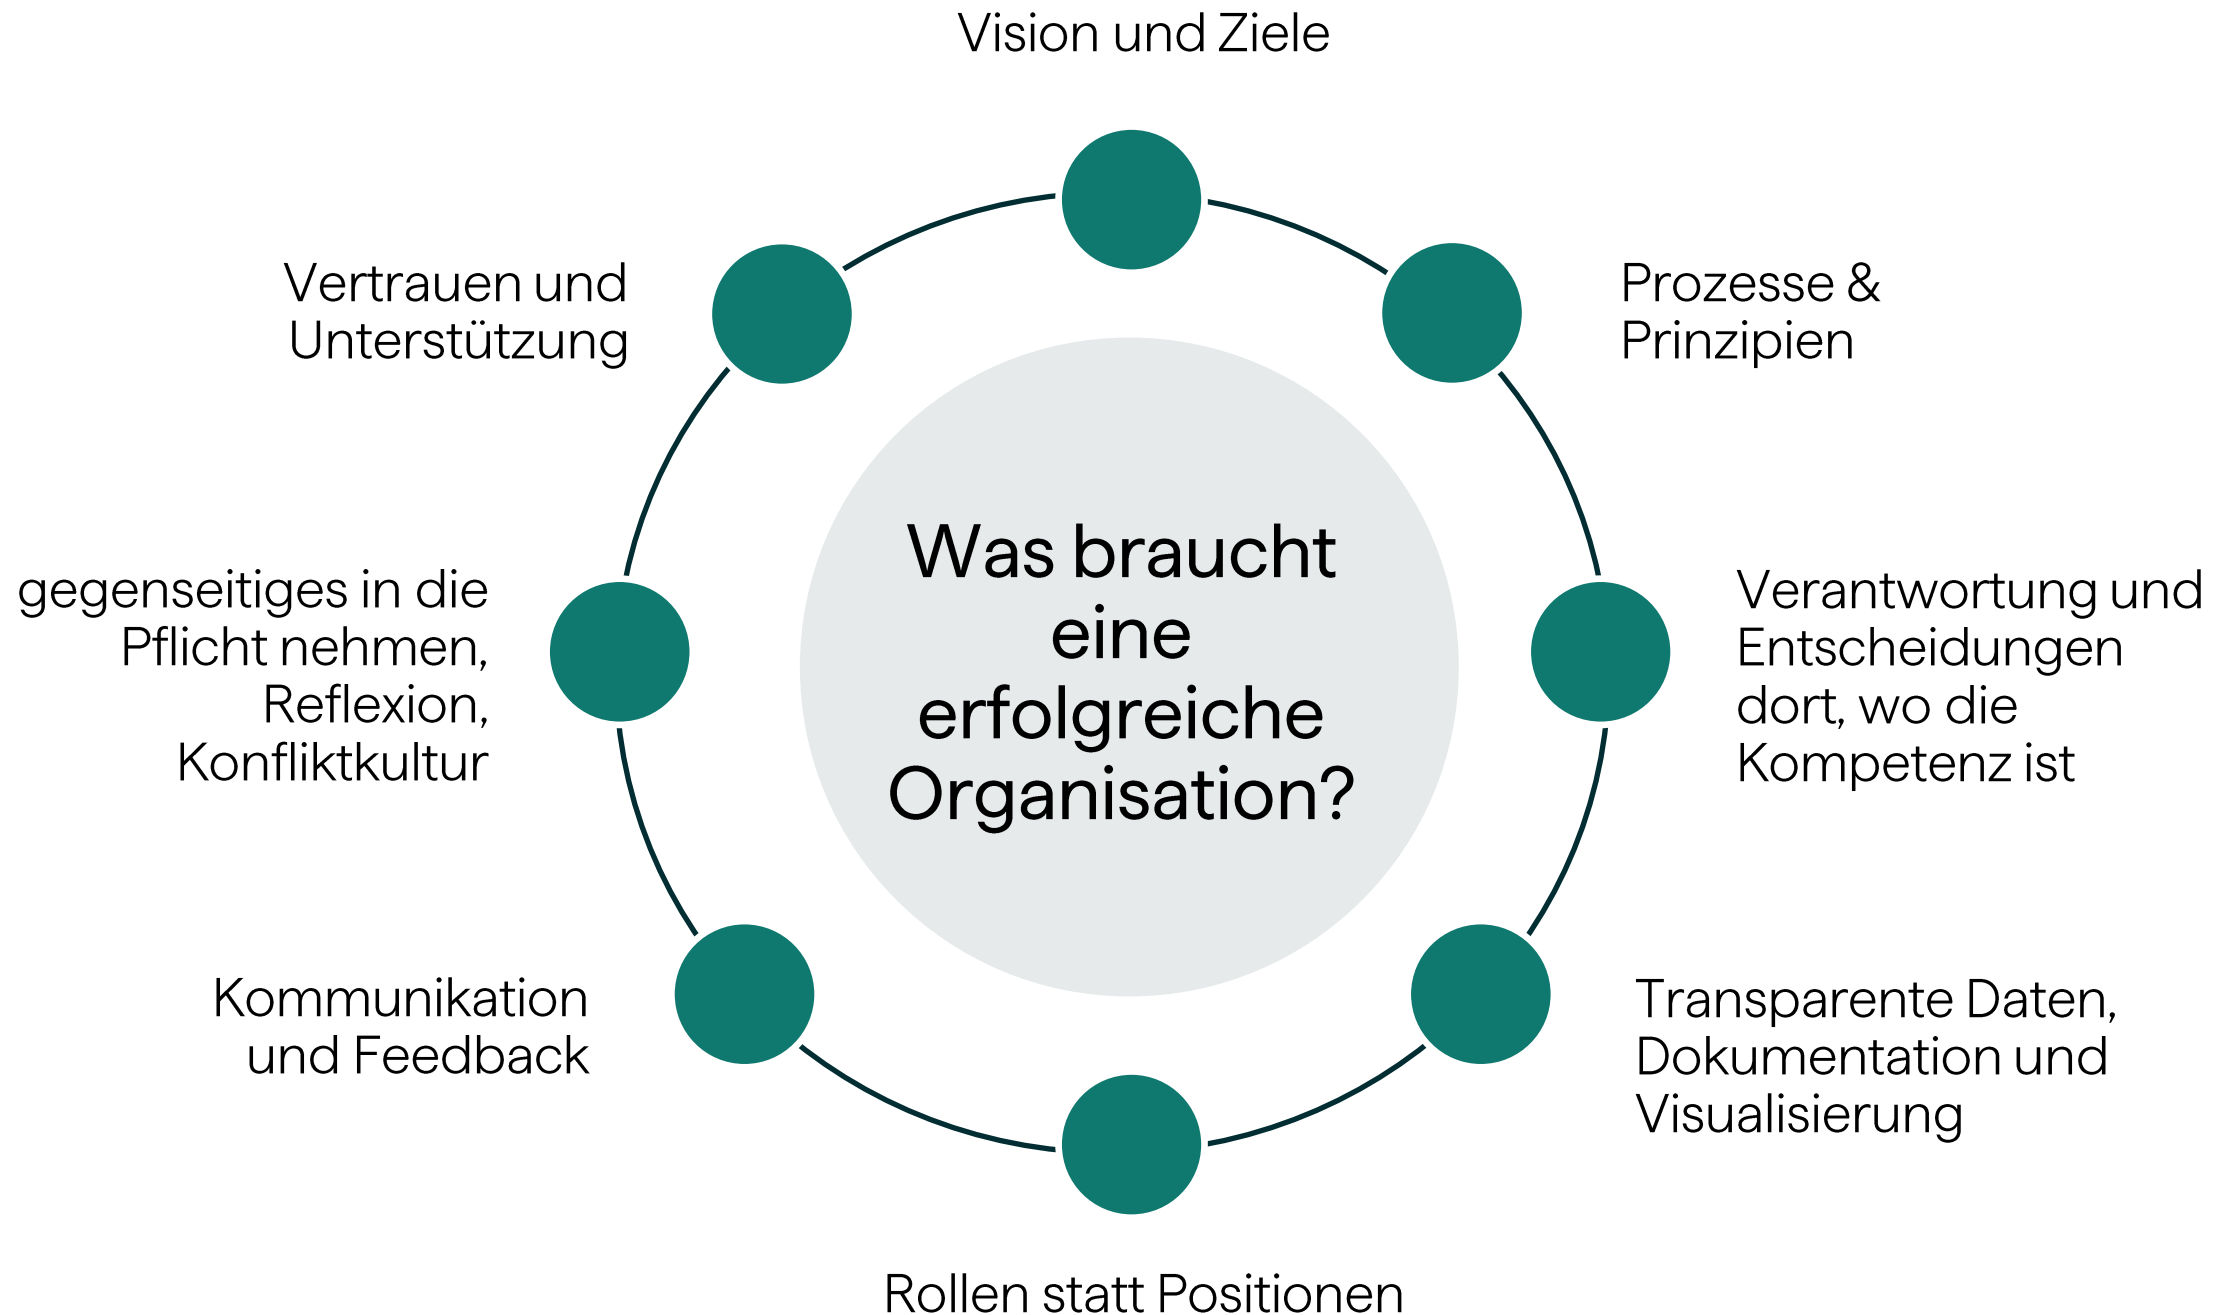 Vision und Ziele
Prozesse &
Prinzipien
Verantwortung und
Entscheidungen
dort, wo die
Kompetenz ist
Transparente Daten,
Dokumentation und
Visualisierung
Rollen statt Positionen
Kommunikation
und Feedback
gegenseitiges in die
Pflicht nehmen,
Reflexion,
Konfliktkultur
Vertrauen und
Unterstützung
Was braucht
eine
erfolgreiche
Organisation?